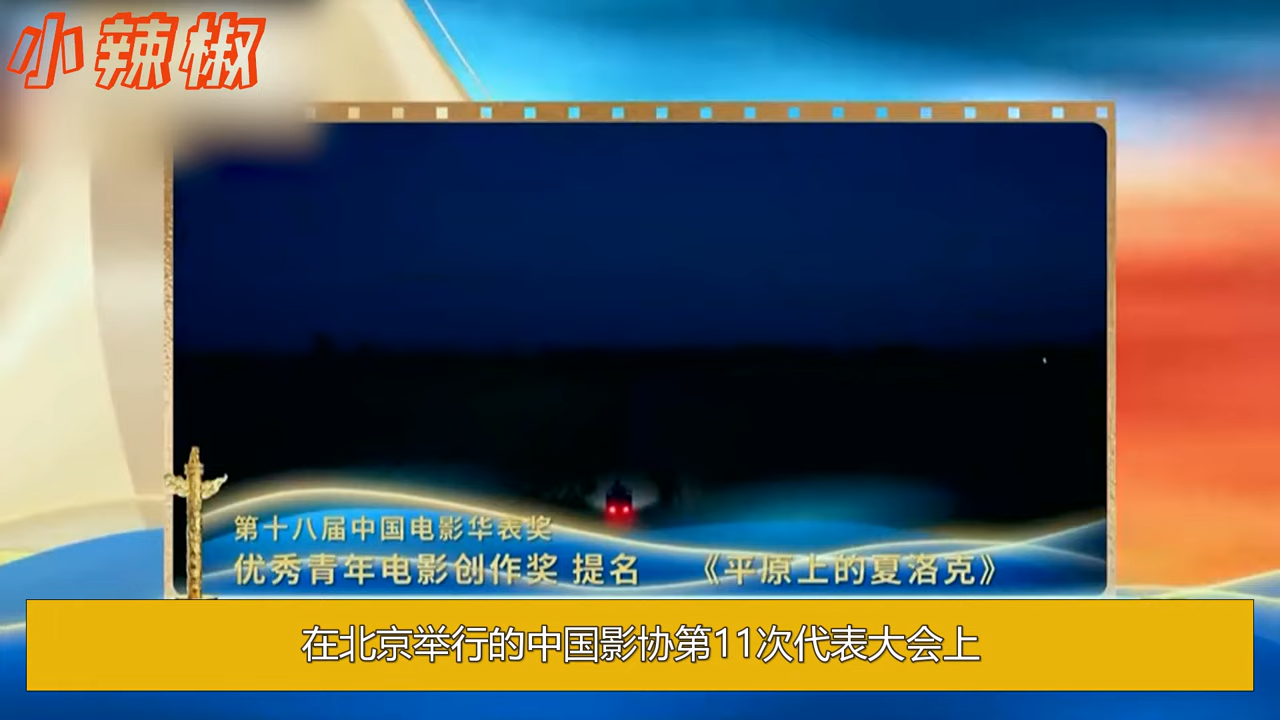 小辣椒
第十八届中国电影华表奖
优秀青年电影创作奖 提名 《平原上的夏洛克》
在北京举行的中国影协第11次代表大会上